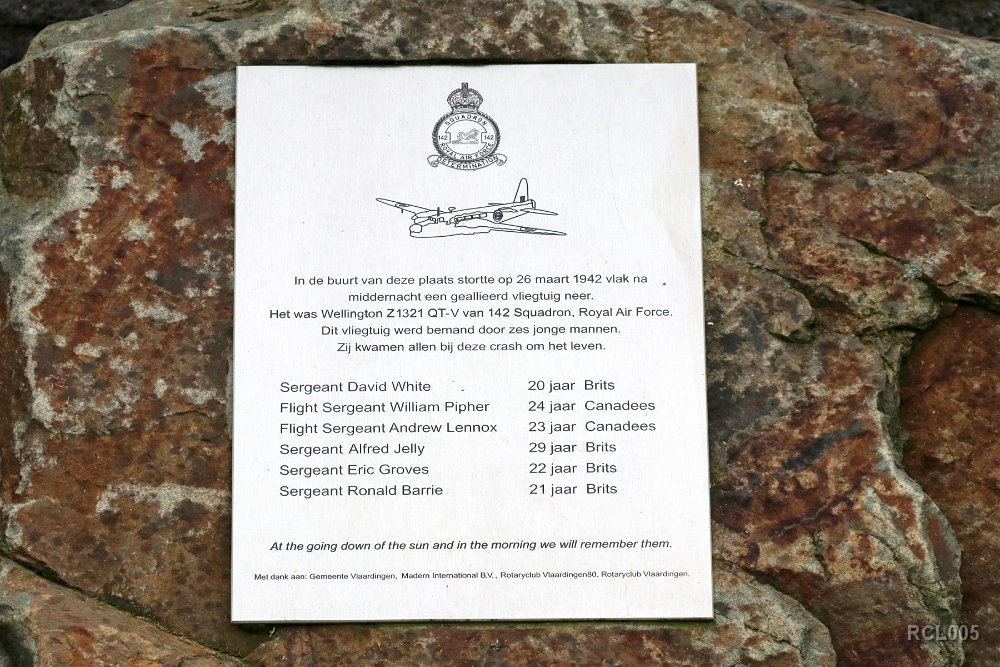 SQUADRON
142 142
ROYAL AIR FORCE
DETERMINATION
In de buurt van deze plaats stortte op 26 maart 1942 vlak na
middernacht een geallieerd vliegtuig neer.
Het was Wellington Z1321 QT-V van 142 Squadron, Royal Air Force.
Dit vliegtuig werd bemand door zes jonge mannen.
Zij kwamen allen bij deze crash om het leven.
Sergeant David White 20 jaar Brits
Flight Sergeant William Pipher 24 jaar Canadees
Flight Sergeant Andrew Lennox 23 jaar Canadees
Sergeant Alfred Jelly 29 jaar Brits
Sergeant Eric Groves 22 jaar Brits
Sergeant Ronald Barrie 21 jaar Brits
At the going down of the sun and in the morning we will remember them.
Met dank aan: Gemeente Vlaardingen, Madern International B.V., Rotaryclub Vlaardingen80, Rotaryclub Vlaardingen.
RCL005